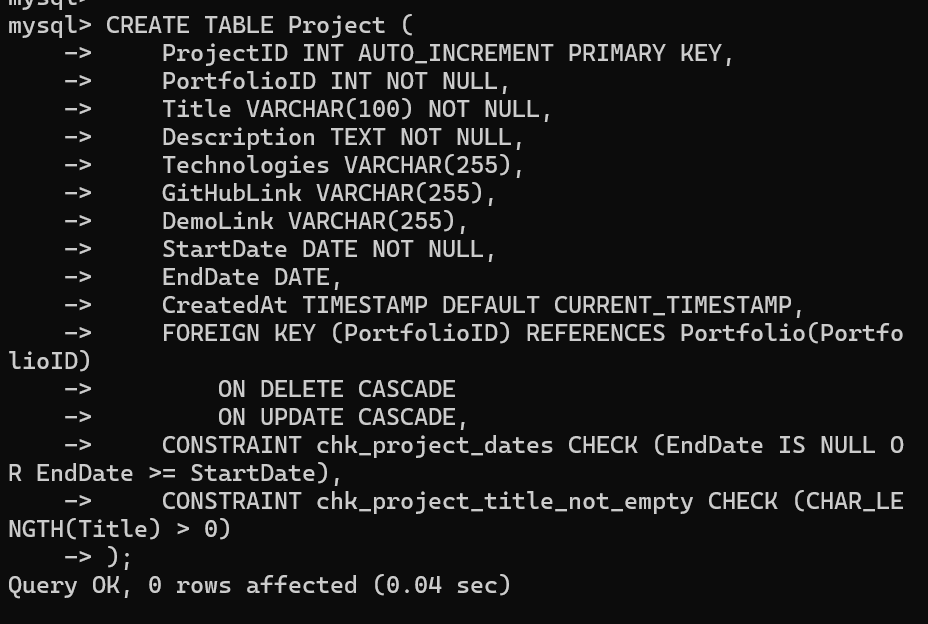 mysql>
mysql> CREATE TABLE Project (
    ->     ProjectID INT AUTO_INCREMENT PRIMARY KEY,
    ->     PortfolioID INT NOT NULL,
    ->     Title VARCHAR(100) NOT NULL,
    ->     Description TEXT NOT NULL,
    ->     Technologies VARCHAR(255),
    ->     GitHubLink VARCHAR(255),
    ->     DemoLink VARCHAR(255),
    ->     StartDate DATE NOT NULL,
    ->     EndDate DATE,
    ->     CreatedAt TIMESTAMP DEFAULT CURRENT_TIMESTAMP,
    ->     FOREIGN KEY (PortfolioID) REFERENCES Portfolio(Portfo
lioID)
    ->         ON DELETE CASCADE
    ->         ON UPDATE CASCADE,
    ->     CONSTRAINT chk_project_dates CHECK (EndDate IS NULL O
R EndDate >= StartDate),
    ->     CONSTRAINT chk_project_title_not_empty CHECK (CHAR_LE
NGTH(Title) > 0)
    -> );
Query OK, 0 rows affected (0.04 sec)